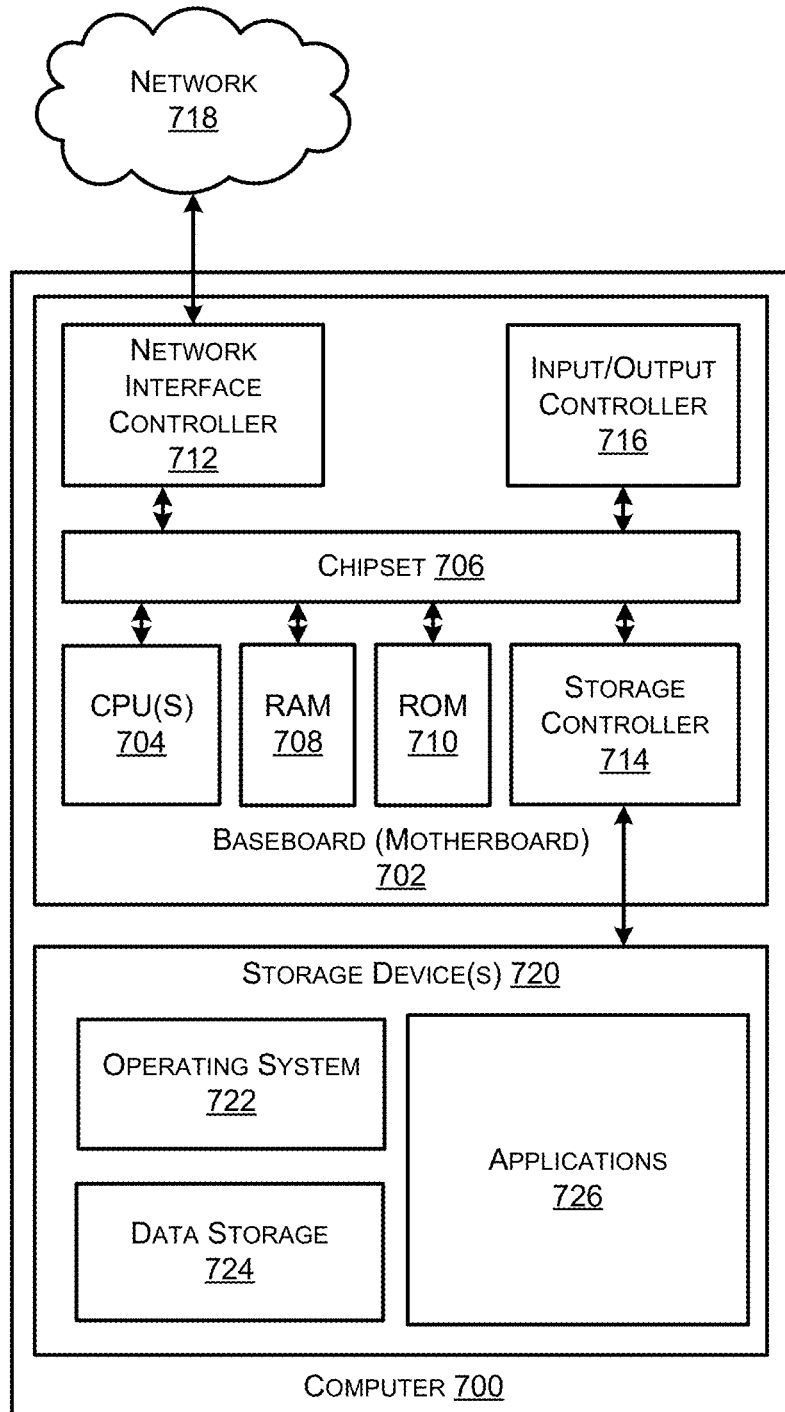 NETWORK
718
NETWORK
INTERFACE
CONTROLLER
712
INPUT/OUTPUT
CONTROLLER
716
CHIPSET 706
CPU(S)
704
RAM
708
ROM
710
STORAGE
CONTROLLER
714
BASEBOARD (MOTHERBOARD)
702
STORAGE DEVICE(S) 720
OPERATING SYSTEM
722
DATA STORAGE
724
APPLICATIONS
726
COMPUTER 700